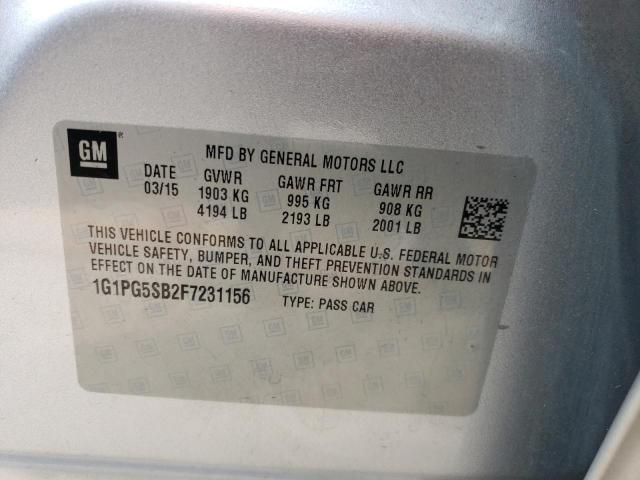 GM
MFD BY GENERAL MOTORS LLC
DATE GVWR GAWR FRT GAWR RR
03/15 1903 KG 995 KG 908 KG
4194 LB 2193 LB 2001 LB
THIS VEHICLE CONFORMS TO ALL APPLICABLE U.S. FEDERAL MOTOR
VEHICLE SAFETY, BUMPER, AND THEFT PREVENTION STANDARDS IN
EFFECT ON THE DATE OF MANUFACTURE SHOWN ABOVE.
1G1PG5SB2F7231156 TYPE: PASS CAR